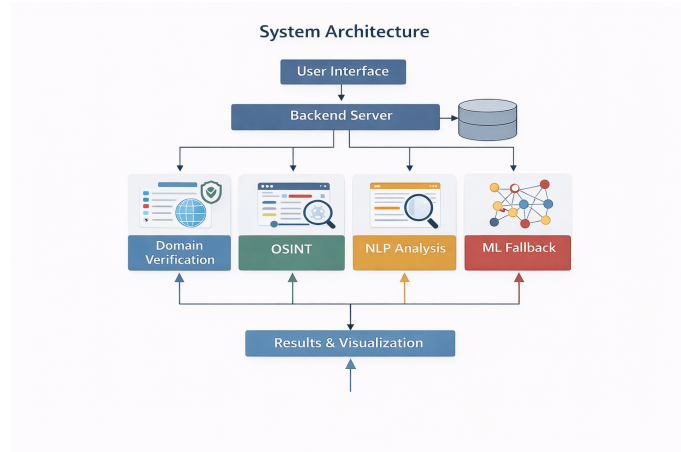 System Architecture
User Interface
Backend Server
Domain
Verification
OSINT
NLP Analysis
ML Fallback
Results & Visualization